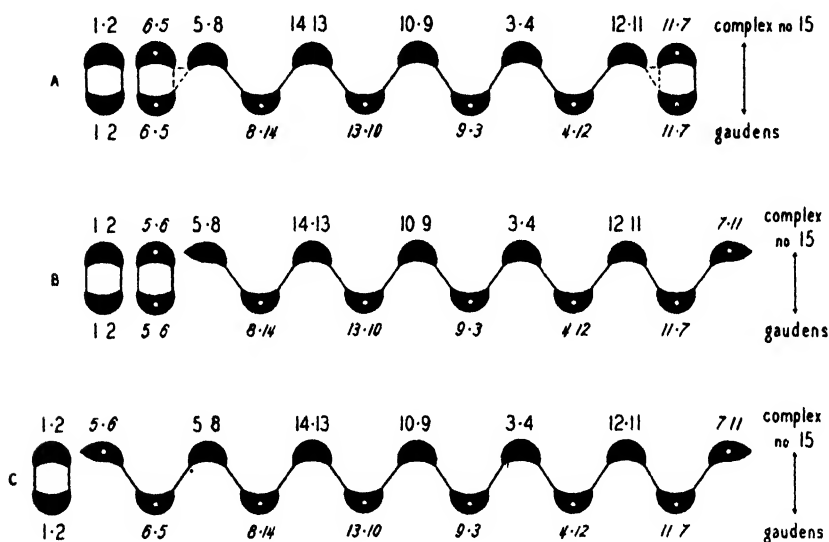 1·2 6·5 5·8 14·13 10·9 3·4 12·11 11·7 complex no 15
A
1·2 6·5 8·14 13·10 9·3 4·12 11·7 gaudens
1·2 5·6 5·8 14·13 10·9 3·4 12·11 7·11 complex no 15
B
1·2 5·6 8·14 13·10 9·3 4·12 11·7 gaudens
1·2 5·6 5·8 14·13 10·9 3·4 12·11 7·11 complex no 15
C
1·2 6·5 8·14 13·10 9·3 4·12 11·7 gaudens